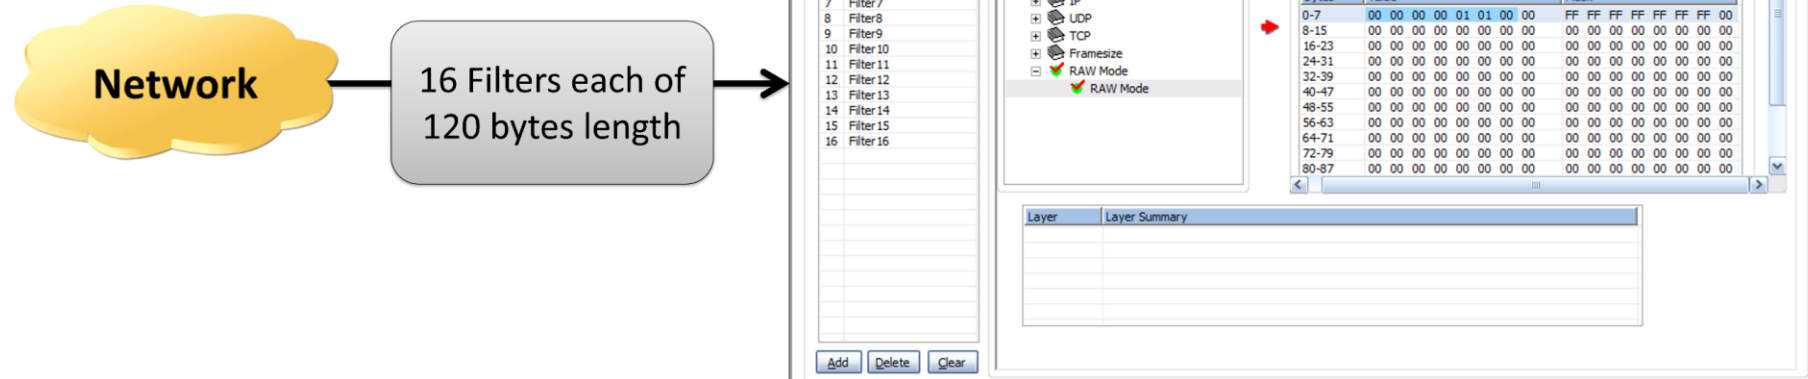 Network
16 Filters each of
120 bytes length
7 Filter7
8 Filter8
9 Filter9
10 Filter10
11 Filter11
12 Filter12
13 Filter13
14 Filter14
15 Filter15
16 Filter16
Add Delete Clear
IP
UDP
TCP
Framesize
RAW Mode
RAW Mode
0-7 00 00 00 00 01 01 00 00 FF FF FF FF FF FF FF 00
8-15 00 00 00 00 00 00 00 00 00 00 00 00 00 00 00 00
16-23 00 00 00 00 00 00 00 00 00 00 00 00 00 00 00 00
24-31 00 00 00 00 00 00 00 00 00 00 00 00 00 00 00 00
32-39 00 00 00 00 00 00 00 00 00 00 00 00 00 00 00 00
40-47 00 00 00 00 00 00 00 00 00 00 00 00 00 00 00 00
48-55 00 00 00 00 00 00 00 00 00 00 00 00 00 00 00 00
56-63 00 00 00 00 00 00 00 00 00 00 00 00 00 00 00 00
64-71 00 00 00 00 00 00 00 00 00 00 00 00 00 00 00 00
72-79 00 00 00 00 00 00 00 00 00 00 00 00 00 00 00 00
80-87 00 00 00 00 00 00 00 00 00 00 00 00 00 00 00 00
Layer Layer Summary